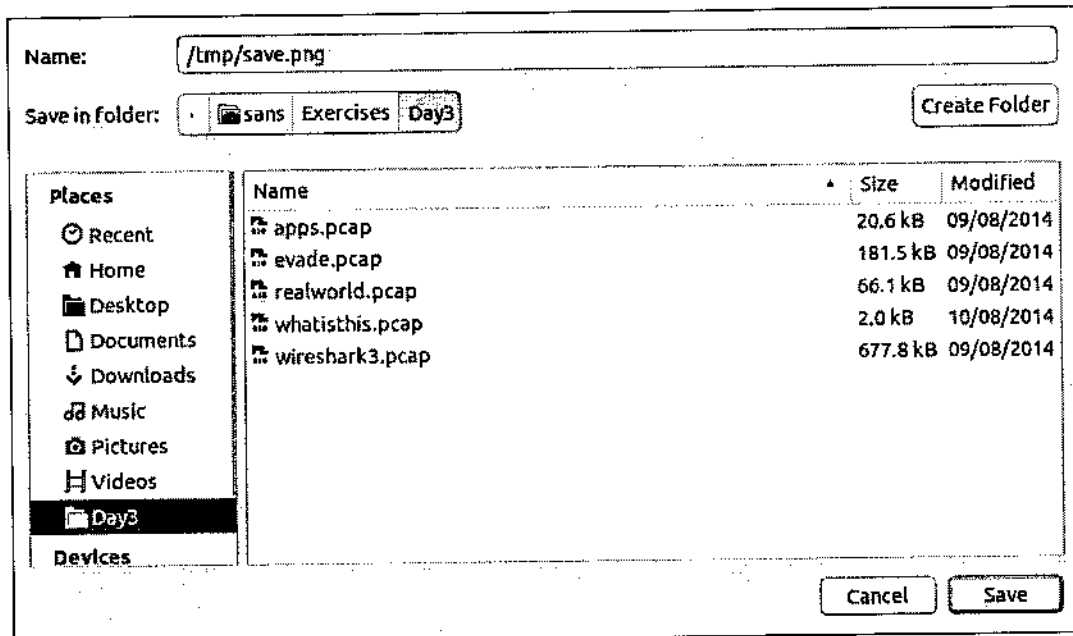 Name: /tmp/save.png
Save in folder: sans Exercises Day3 Create Folder
Places
Recent
Home
Desktop
Documents
Downloads
Music
Pictures
Videos
Day3
Devices
Name Size Modified
apps.pcap 20.6 kB 09/08/2014
evade.pcap 181.5 kB 09/08/2014
realworld.pcap 66.1 kB 09/08/2014
whatisthis.pcap 2.0 kB 10/08/2014
wireshark3.pcap 677.8 kB 09/08/2014
Cancel Save